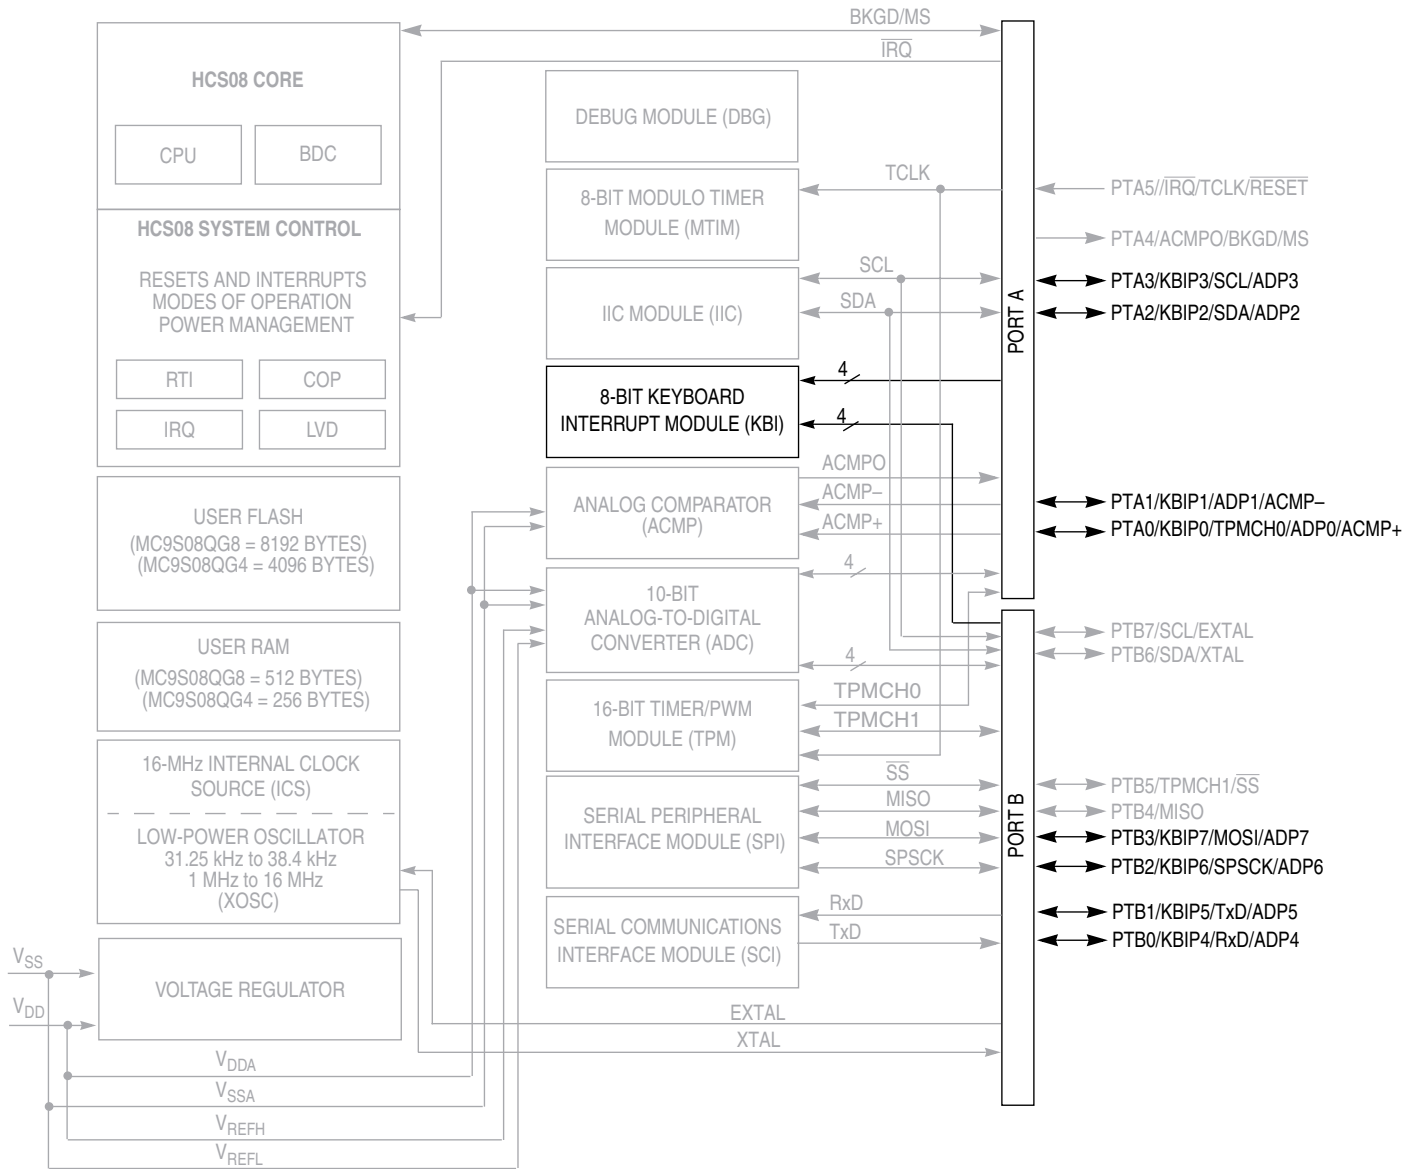 BKGD/MS
IRQ
HCS08 CORE
CPU
BDC
HCS08 SYSTEM CONTROL
RESETS AND INTERRUPTS
MODES OF OPERATION
POWER MANAGEMENT
RTI
COP
IRQ
LVD
USER FLASH
(MC9S08QG8 = 8192 BYTES)
(MC9S08QG4 = 4096 BYTES)
USER RAM
(MC9S08QG8 = 512 BYTES)
(MC9S08QG4 = 256 BYTES)
16-MHz INTERNAL CLOCK
SOURCE (ICS)
LOW-POWER OSCILLATOR
31.25 kHz to 38.4 kHz
1 MHz to 16 MHz
(XOSC)
VOLTAGE REGULATOR
VSS
VDD
VDDA
VSSA
VREFH
VREFL
DEBUG MODULE (DBG)
8-BIT MODULO TIMER
MODULE (MTIM)
TCLK
IIC MODULE (IIC)
SCL
SDA
8-BIT KEYBOARD
INTERRUPT MODULE (KBI)
4
4
ANALOG COMPARATOR
(ACMP)
ACMPO
ACMP–
ACMP+
10-BIT
ANALOG-TO-DIGITAL
CONVERTER (ADC)
4
4
16-BIT TIMER/PWM
MODULE (TPM)
TPMCH0
TPMCH1
SERIAL PERIPHERAL
INTERFACE MODULE (SPI)
SS
MISO
MOSI
SPSCK
SERIAL COMMUNICATIONS
INTERFACE MODULE (SCI)
RxD
TxD
EXTAL
XTAL
PORT A
PTA5//IRQ/TCLK/RESET
PTA4/ACMPO/BKGD/MS
PTA3/KBIP3/SCL/ADP3
PTA2/KBIP2/SDA/ADP2
PTA1/KBIP1/ADP1/ACMP–
PTA0/KBIP0/TPMCH0/ADP0/ACMP+
PORT B
PTB7/SCL/EXTAL
PTB6/SDA/XTAL
PTB5/TPMCH1/SS
PTB4/MISO
PTB3/KBIP7/MOSI/ADP7
PTB2/KBIP6/SPSCK/ADP6
PTB1/KBIP5/TxD/ADP5
PTB0/KBIP4/RxD/ADP4